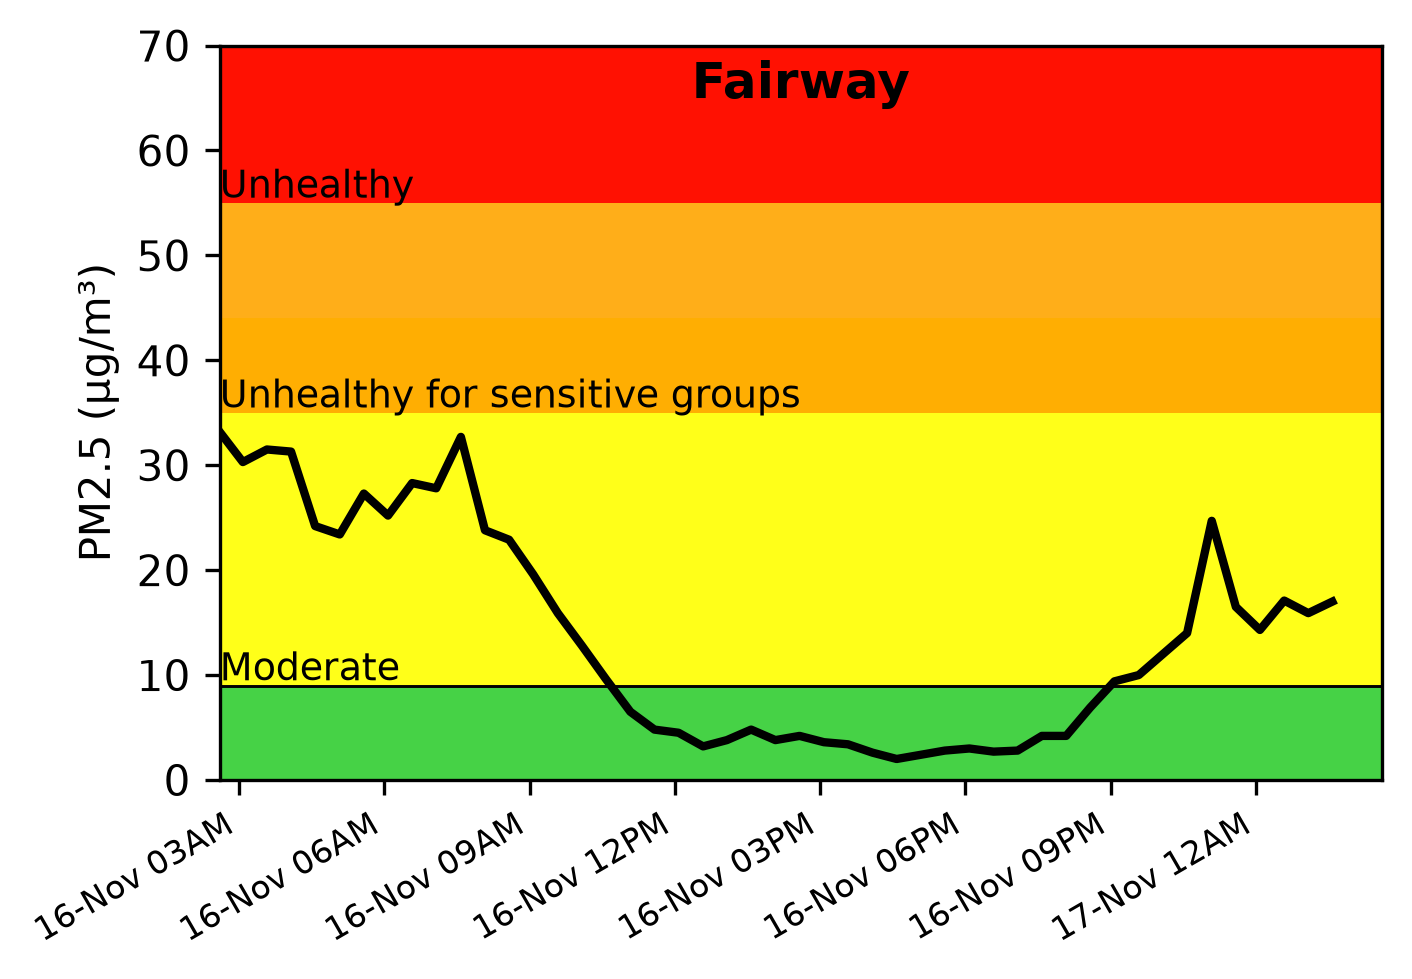 Fairway
70
60
Unhealthy
50
40
Unhealthy for sensitive groups
30
20
Moderate
10
0
PM2.5 (µg/m³)
16-Nov 03AM
16-Nov 06AM
16-Nov 09AM
16-Nov 12PM
16-Nov 03PM
16-Nov 06PM
16-Nov 09PM
17-Nov 12AM